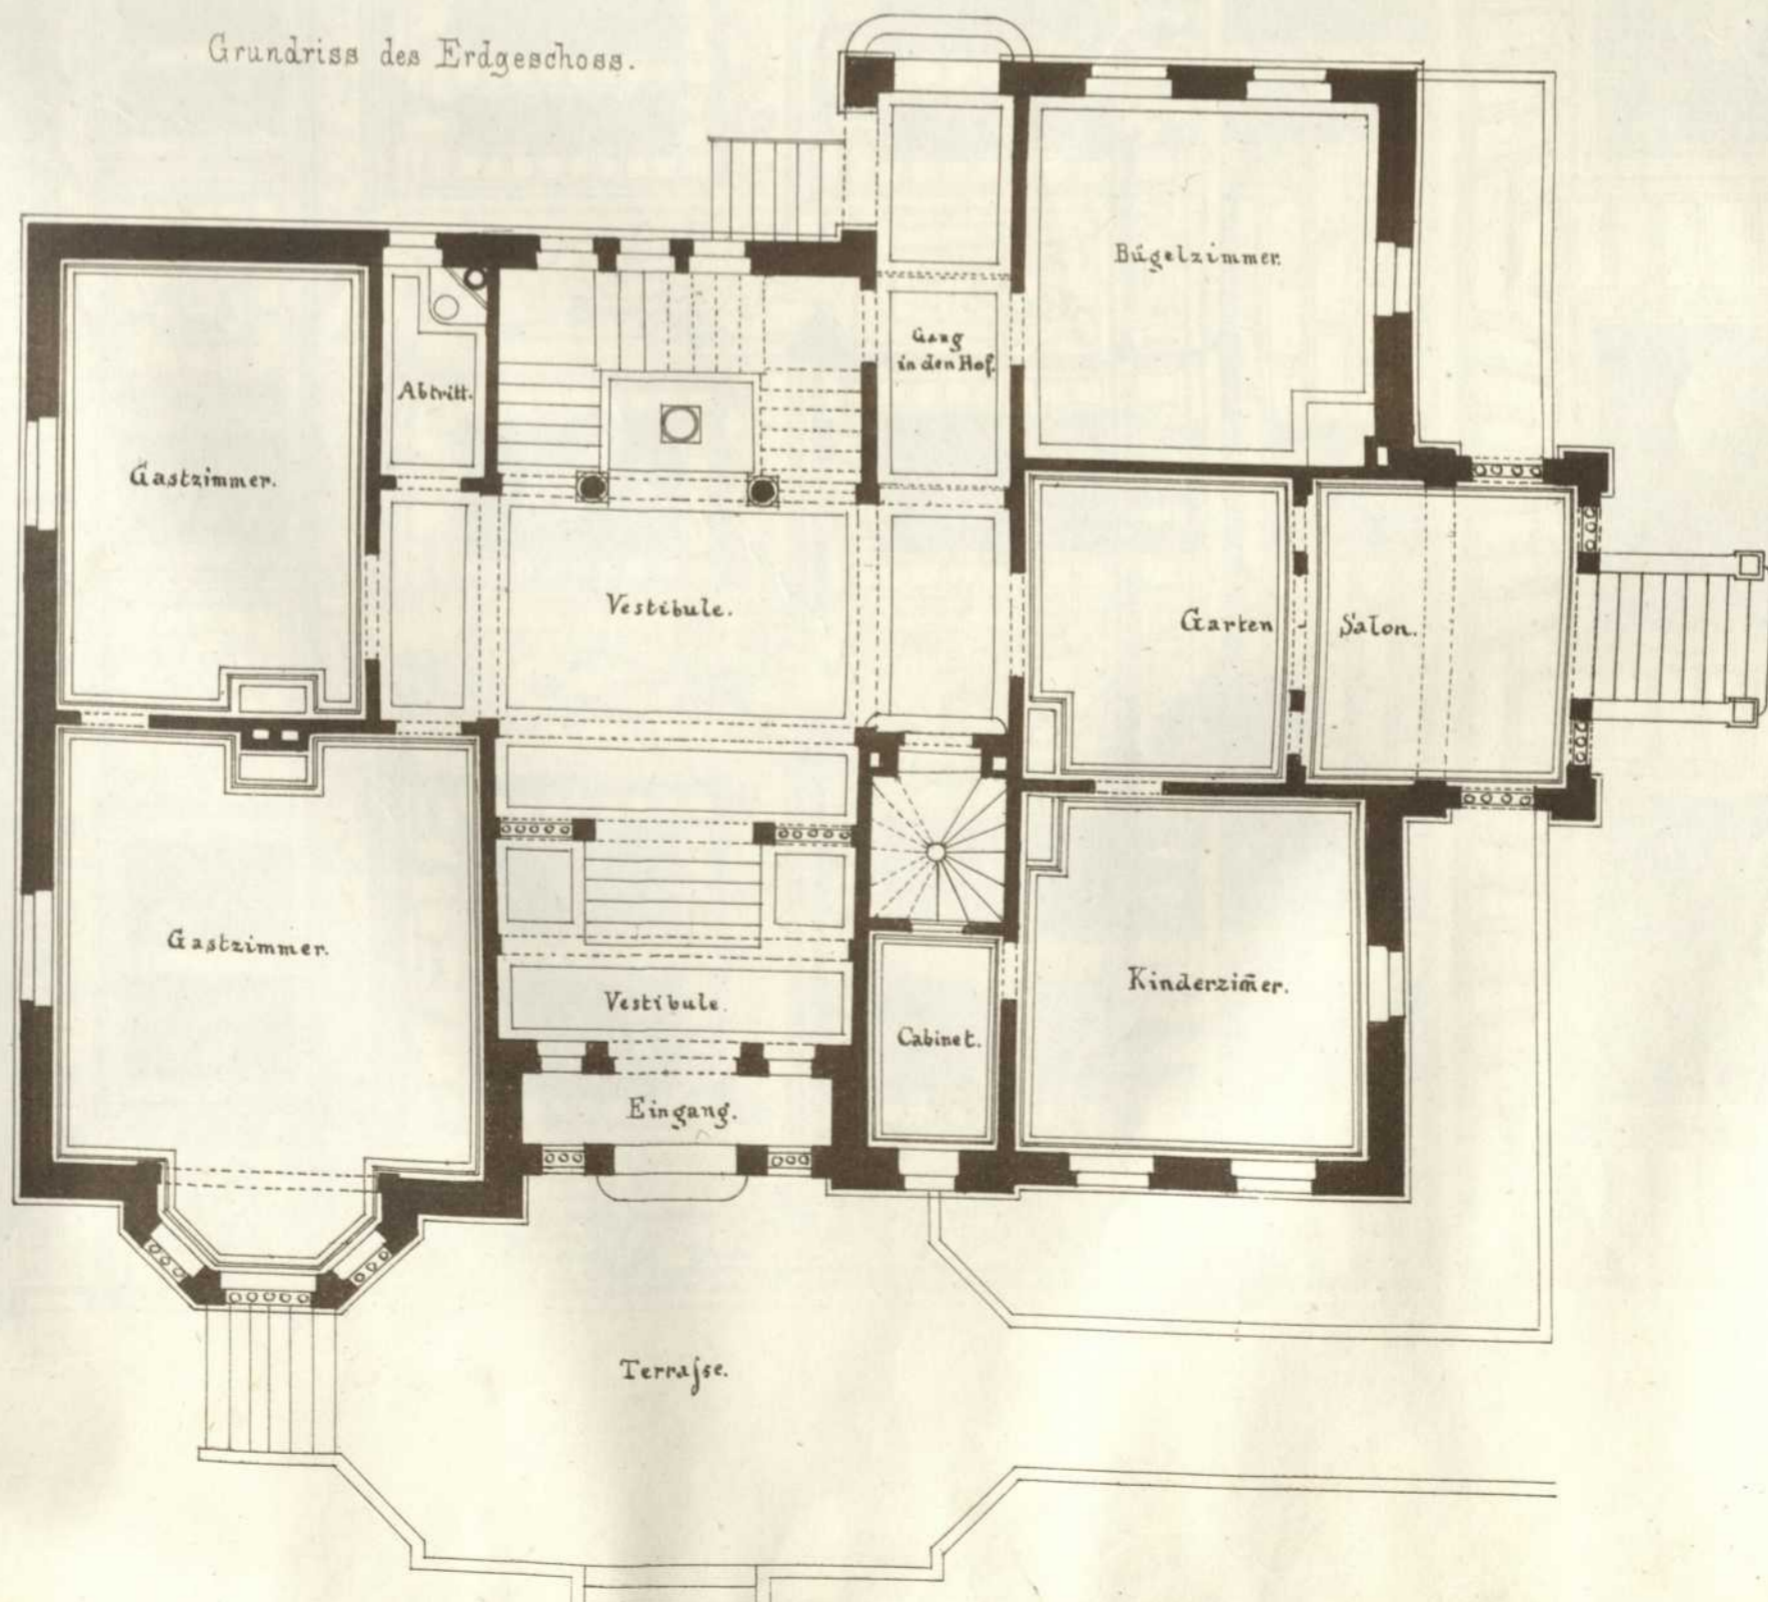 Grundriss des Erdgeschoss.
Bügelzimmer.
Gang
in den Hof.
Abtritt.
Gastzimmer.
Vestibule.
Garten - Salon.
Gastzimmer.
Kinderzim̄er.
Vestibule.
Cabinet.
Eingang.
Terraſse.